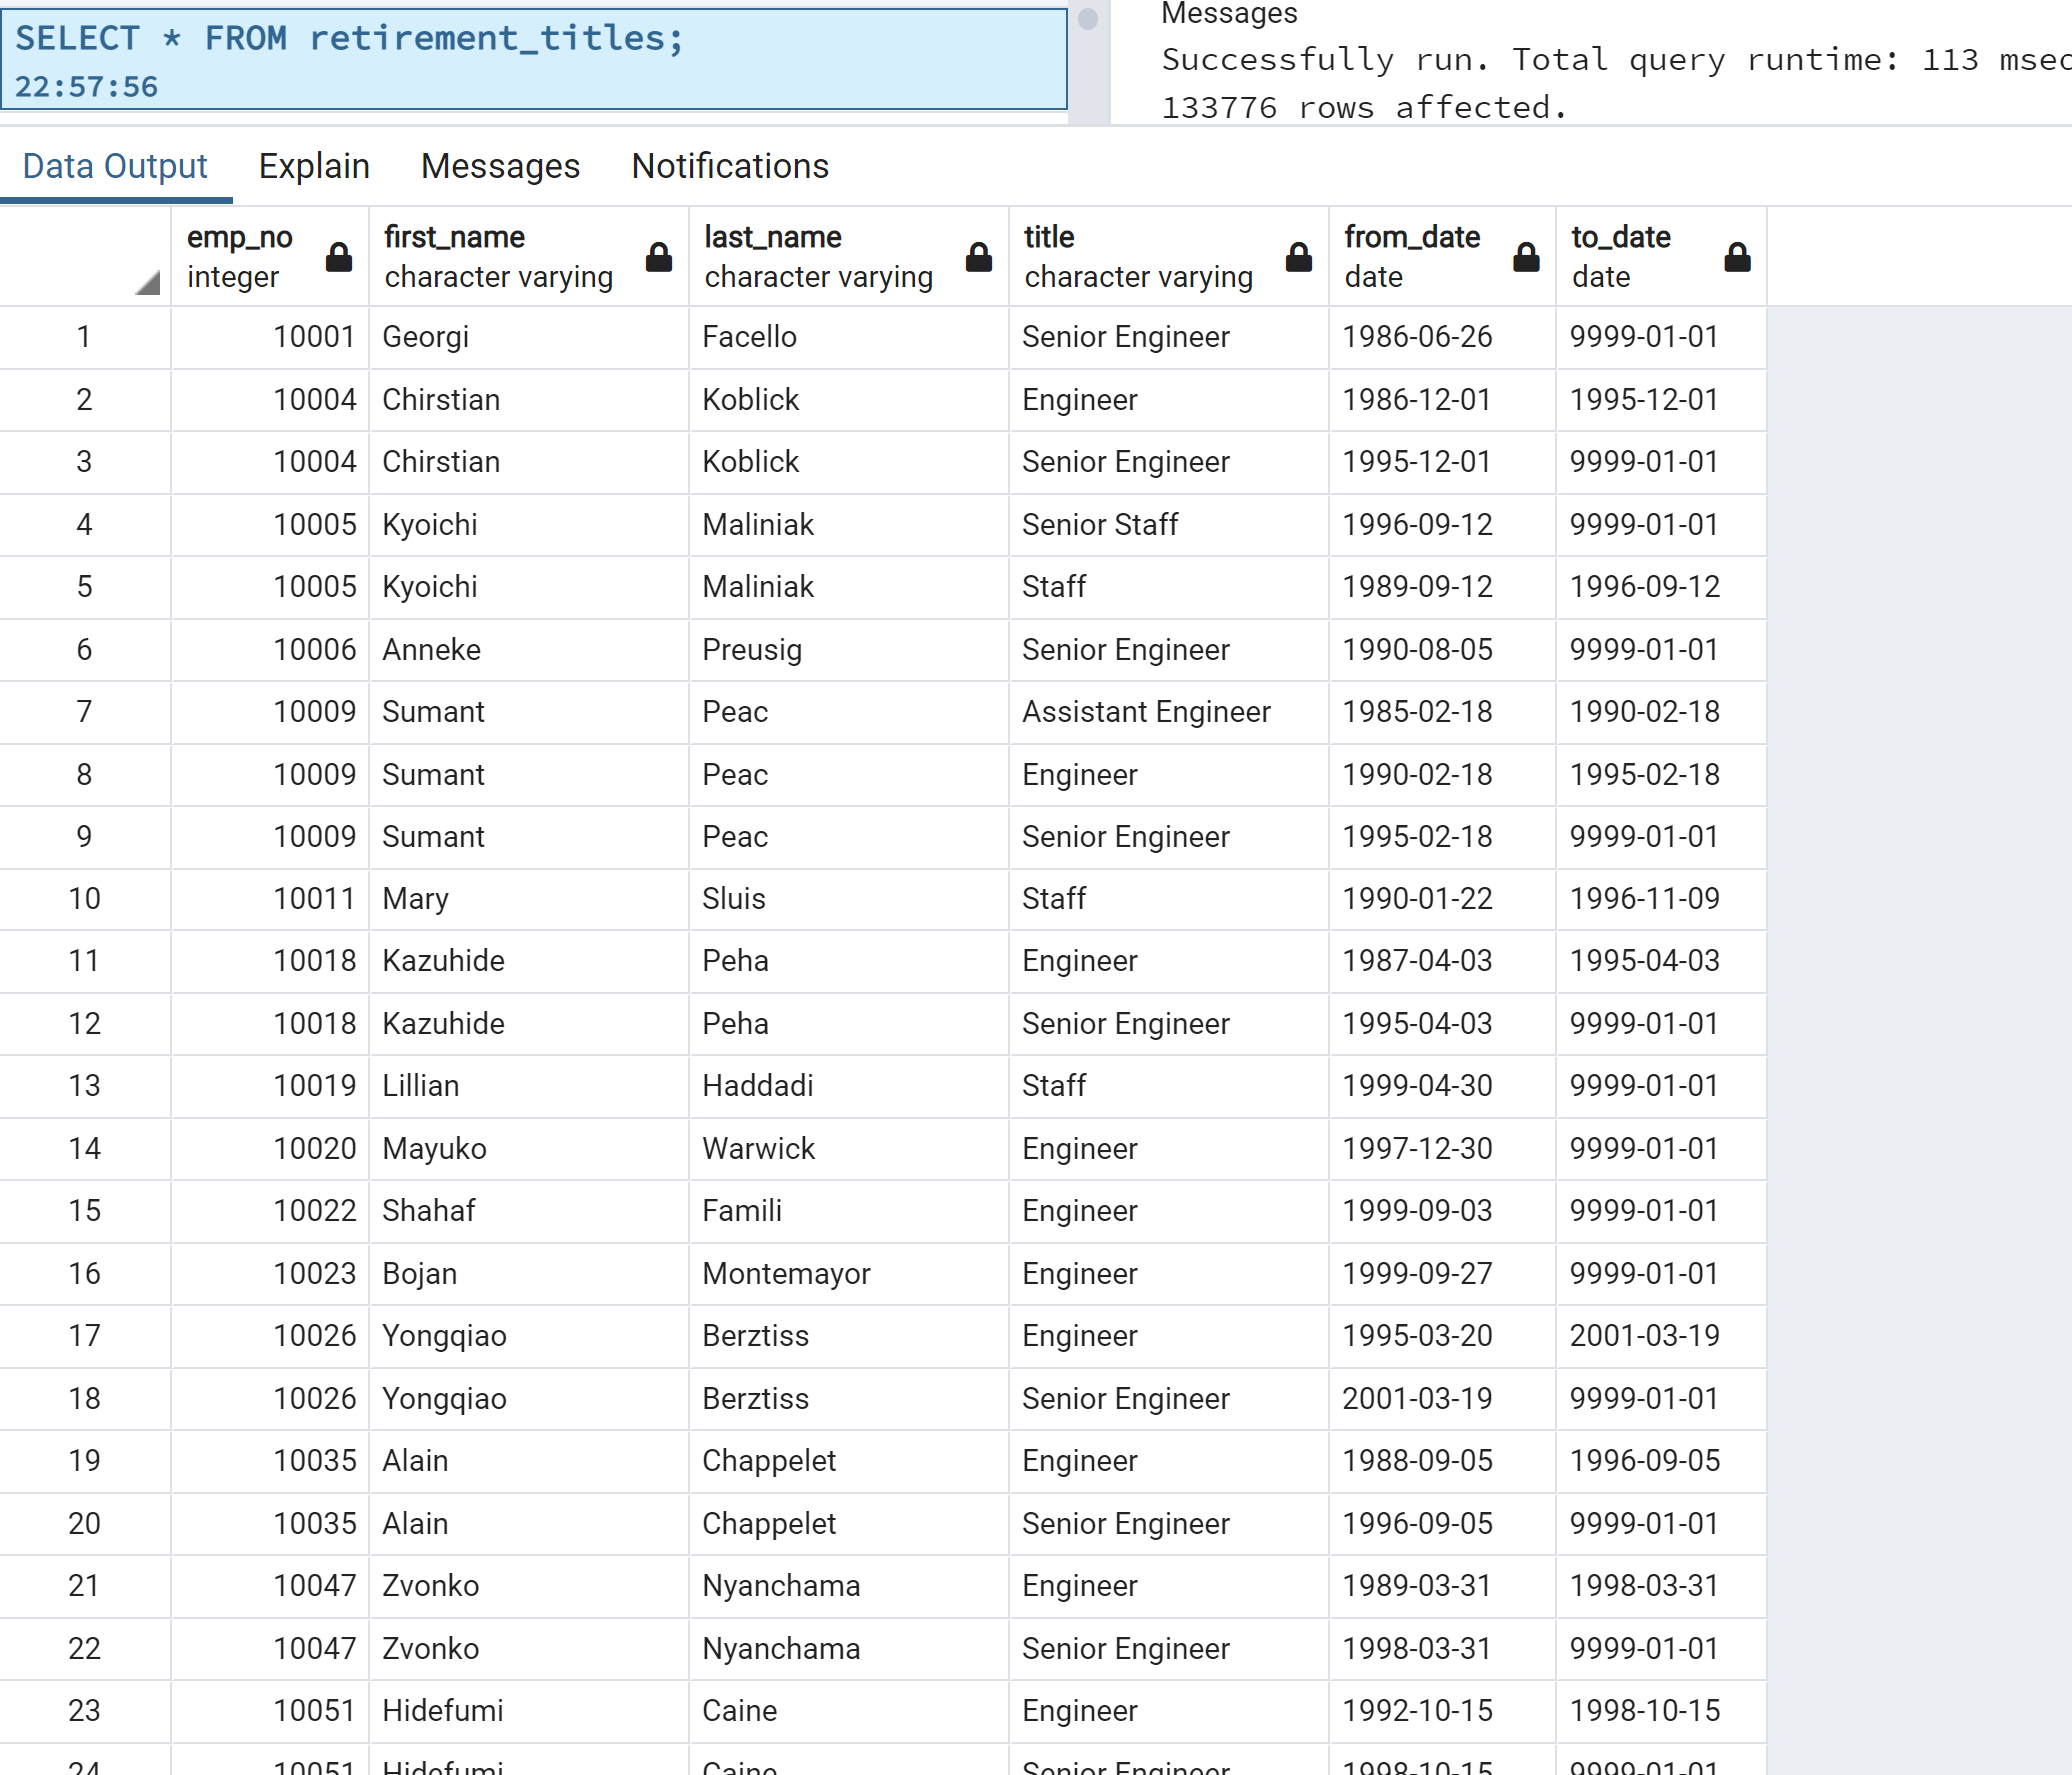 SELECT * FROM retirement_titles;
22:57:56
Messages
Successfully run. Total query runtime: 113 msec
133776 rows affected.
Data Output Explain Messages Notifications
emp_no first_name last_name title from_date to_date
integer character varying character varying character varying date date
1 10001 Georgi Facello Senior Engineer 1986-06-26 9999-01-01
2 10004 Chirstian Koblick Engineer 1986-12-01 1995-12-01
3 10004 Chirstian Koblick Senior Engineer 1995-12-01 9999-01-01
4 10005 Kyoichi Maliniak Senior Staff 1996-09-12 9999-01-01
5 10005 Kyoichi Maliniak Staff 1989-09-12 1996-09-12
6 10006 Anneke Preusig Senior Engineer 1990-08-05 9999-01-01
7 10009 Sumant Peac Assistant Engineer 1985-02-18 1990-02-18
8 10009 Sumant Peac Engineer 1990-02-18 1995-02-18
9 10009 Sumant Peac Senior Engineer 1995-02-18 9999-01-01
10 10011 Mary Sluis Staff 1990-01-22 1996-11-09
11 10018 Kazuhide Peha Engineer 1987-04-03 1995-04-03
12 10018 Kazuhide Peha Senior Engineer 1995-04-03 9999-01-01
13 10019 Lillian Haddadi Staff 1999-04-30 9999-01-01
14 10020 Mayuko Warwick Engineer 1997-12-30 9999-01-01
15 10022 Shahaf Famili Engineer 1999-09-03 9999-01-01
16 10023 Bojan Montemayor Engineer 1999-09-27 9999-01-01
17 10026 Yongqiao Berztiss Engineer 1995-03-20 2001-03-19
18 10026 Yongqiao Berztiss Senior Engineer 2001-03-19 9999-01-01
19 10035 Alain Chappelet Engineer 1988-09-05 1996-09-05
20 10035 Alain Chappelet Senior Engineer 1996-09-05 9999-01-01
21 10047 Zvonko Nyanchama Engineer 1989-03-31 1998-03-31
22 10047 Zvonko Nyanchama Senior Engineer 1998-03-31 9999-01-01
23 10051 Hidefumi Caine Engineer 1992-10-15 1998-10-15
24 10051 Hidefumi Caine Senior Engineer 1998-10-15 9999-01-01